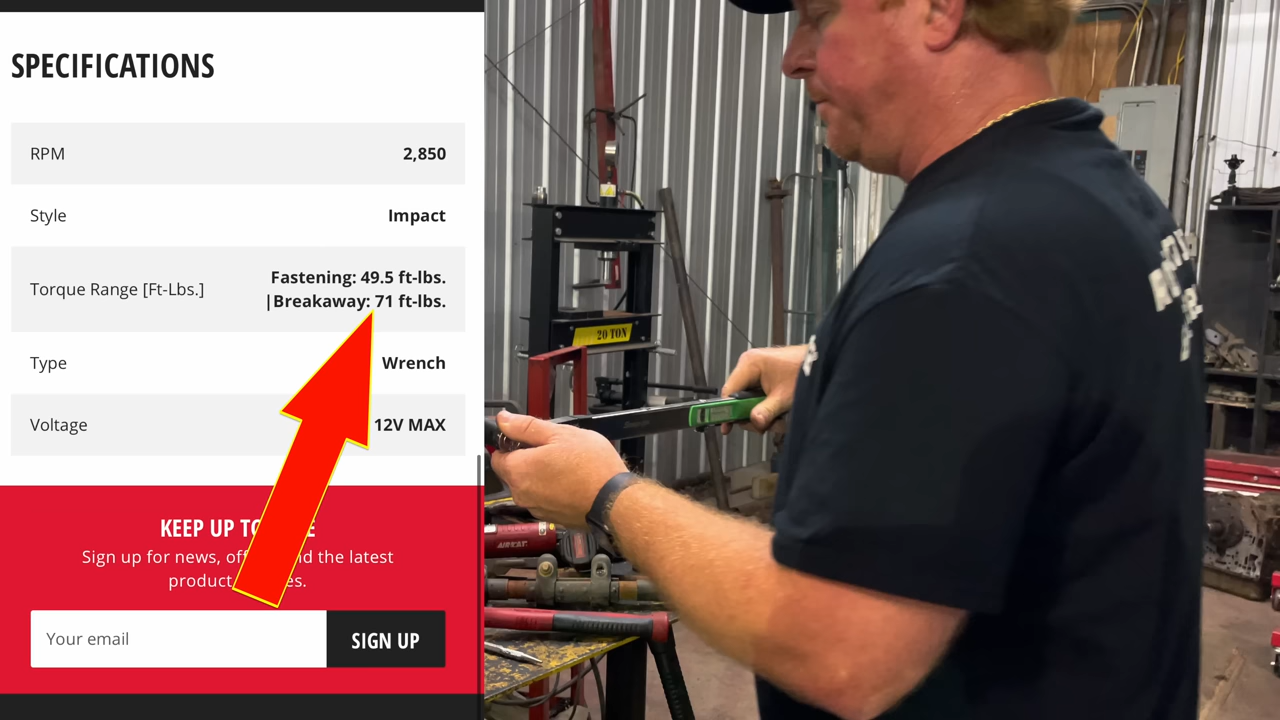 SPECIFICATIONS
RPM 2,850
Style Impact
Torque Range [Ft-Lbs.] Fastening: 49.5 ft-lbs.
|Breakaway: 71 ft-lbs.
Type Wrench
Voltage 12V MAX
KEEP UP TO
Sign up for news, the latest
product
Your email
SIGN UP
20 TON
AIRCAT